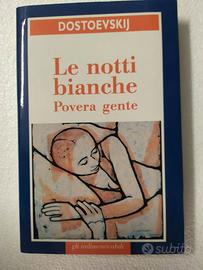 DOSTOEVSKIJ
Le notti
bianche
Povera gente
gli indimenticabili
subito